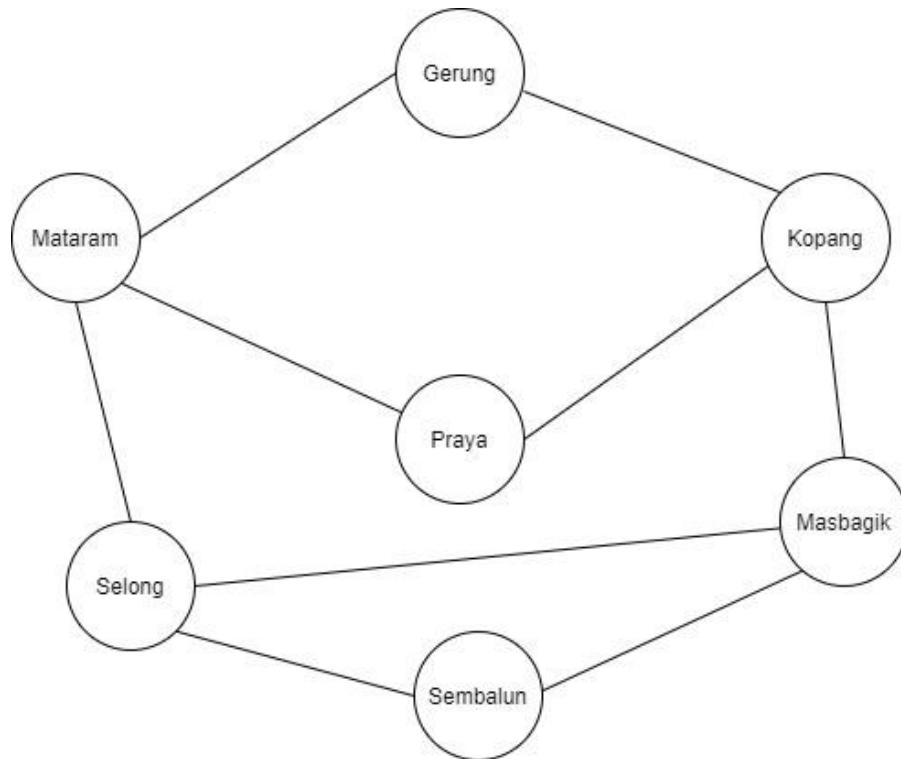 Gerung
Mataram
Kopang
Praya
Masbagik
Selong
Sembalun